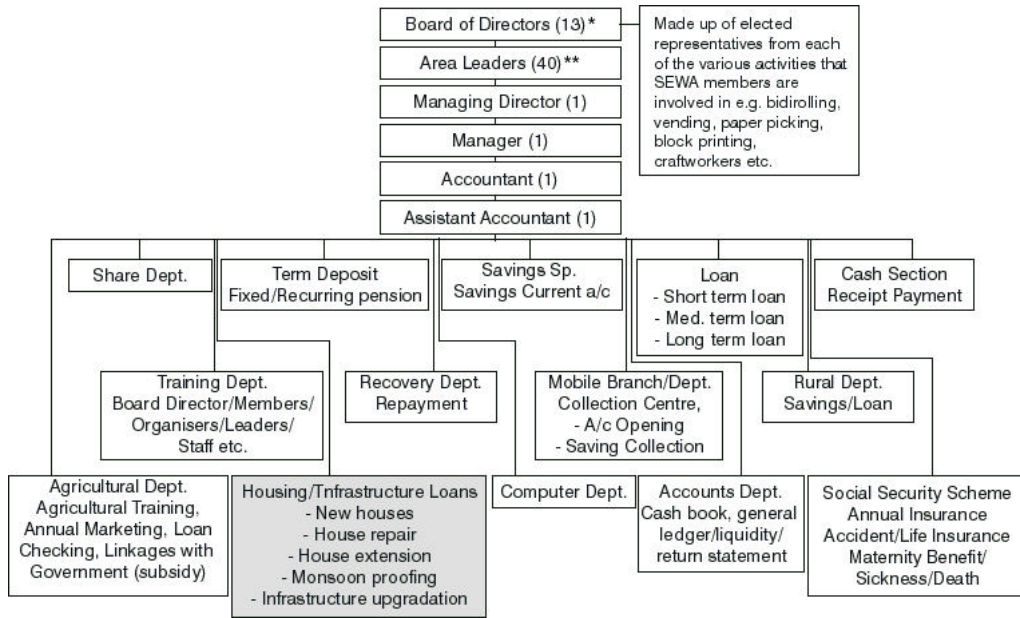 Board of Directors (13)*
Made up of elected
representatives from each
of the various activities that
SEWA members are
involved in e.g. bidirolling,
vending, paper picking,
block printing,
craftworkers etc.
Area Leaders (40)**
Managing Director (1)
Manager (1)
Accountant (1)
Assistant Accountant (1)
Share Dept.
Term Deposit
Fixed/Recurring pension
Savings Sp.
Savings Current a/c
Loan
- Short term loan
- Med. term loan
- Long term loan
Cash Section
Receipt Payment
Training Dept.
Board Director/Members/
Organisers/Leaders/
Staff etc.
Recovery Dept.
Repayment
Mobile Branch/Dept.
Collection Centre,
- A/c Opening
- Saving Collection
Rural Dept.
Savings/Loan
Agricultural Dept.
Agricultural Training,
Annual Marketing, Loan
Checking, Linkages with
Government (subsidy)
Housing/Tnfrastructure Loans
- New houses
- House repair
- House extension
- Monsoon proofing
- Infrastructure upgradation
Computer Dept.
Accounts Dept.
Cash book, general
ledger/liquidity/
return statement
Social Security Scheme
Annual Insurance
Accident/Life Insurance
Maternity Benefit/
Sickness/Death